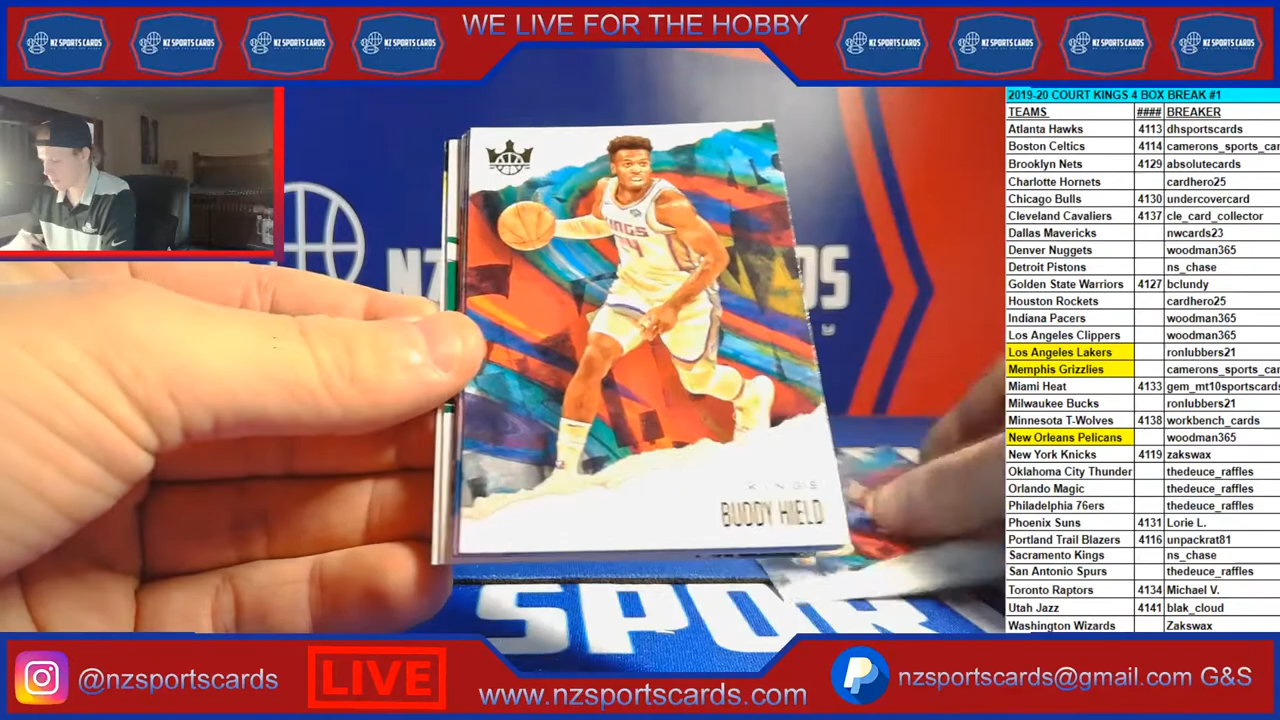 WE LIVE FOR THE HOBBY
NZ SPORTS CARDS
NZ SPORTS CARDS
NZ SPORTS CARDS
NZ SPORTS CARDS
NZ SPORTS CARDS
NZ SPORTS CARDS
NZ SPORTS CARDS
NZ SPORTS CARDS
2019-20 COURT KINGS 4 BOX BREAK #1
TEAMS #### BREAKER
Atlanta Hawks 4113 dhsportscards
Boston Celtics 4114 camerons_sports_car
Brooklyn Nets 4129 absolutecards
Charlotte Hornets cardhero25
Chicago Bulls 4130 undercovercard
Cleveland Cavaliers 4137 cle_card_collector
Dallas Mavericks nwcards23
Denver Nuggets woodman365
Detroit Pistons ns_chase
Golden State Warriors 4127 bclundy
Houston Rockets cardhero25
Indiana Pacers woodman365
Los Angeles Clippers woodman365
Los Angeles Lakers ronlubbers21
Memphis Grizzlies camerons_sports_car
Miami Heat 4133 gem_mt10sportscards
Milwaukee Bucks ronlubbers21
Minnesota T-Wolves 4138 workbench_cards
New Orleans Pelicans woodman365
New York Knicks 4119 zakswax
Oklahoma City Thunder thedeuce_raffles
Orlando Magic thedeuce_raffles
Philadelphia 76ers thedeuce_raffles
Phoenix Suns 4131 Lorie L.
Portland Trail Blazers 4116 unpackrat81
Sacramento Kings ns_chase
San Antonio Spurs thedeuce_raffles
Toronto Raptors 4134 Michael V.
Utah Jazz 4141 blak_cloud
Washington Wizards Zakswax
NZ
ARDS
KINGS
BUDDY HIELD
SPOR
@nzsportscards
LIVE
www.nzsportscards.com
nzsportscards@gmail.com G&S